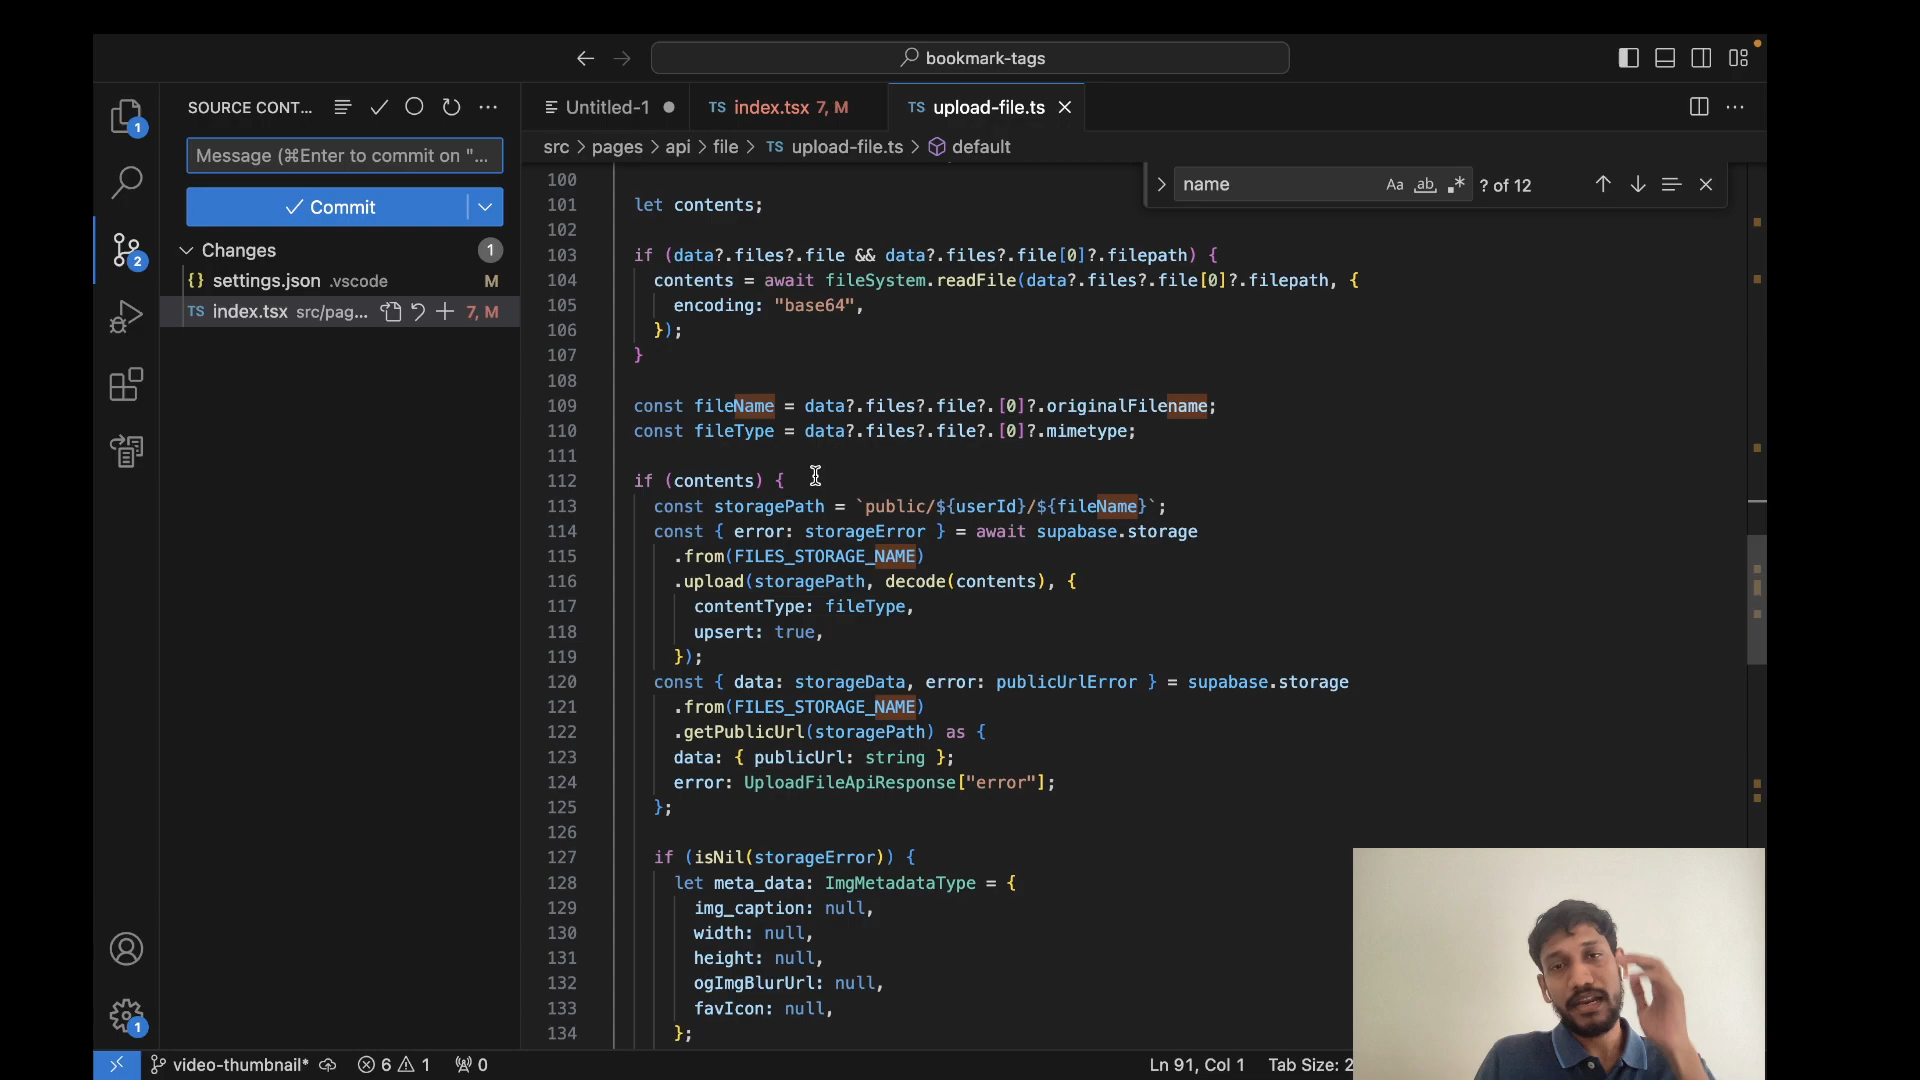 bookmark-tags
SOURCE CONT...
Untitled-1
TS index.tsx 7, M
TS upload-file.ts
Message (⌘Enter to commit on "...
src > pages > api > file > TS upload-file.ts > default
name
Aa ab .* ? of 12
Commit
Changes 1
{} settings.json .vscode M
TS index.tsx src/pag... 7, M
1
2
1
100
101 let contents;
102
103 if (data?.files?.file && data?.files?.file[0]?.filepath) {
104 contents = await fileSystem.readFile(data?.files?.file[0]?.filepath, {
105 encoding: "base64",
106 });
107 }
108
109 const fileName = data?.files?.file?.[0]?.originalFilename;
110 const fileType = data?.files?.file?.[0]?.mimetype;
111
112 if (contents) {
113 const storagePath = `public/${userId}/${fileName}`;
114 const { error: storageError } = await supabase.storage
115 .from(FILES_STORAGE_NAME)
116 .upload(storagePath, decode(contents), {
117 contentType: fileType,
118 upsert: true,
119 });
120 const { data: storageData, error: publicUrlError } = supabase.storage
121 .from(FILES_STORAGE_NAME)
122 .getPublicUrl(storagePath) as {
123 data: { publicUrl: string };
124 error: UploadFileApiResponse["error"];
125 };
126
127 if (isNil(storageError)) {
128 let meta_data: ImgMetadataType = {
129 img_caption: null,
130 width: null,
131 height: null,
132 ogImgBlurUrl: null,
133 favIcon: null,
134 };
video-thumbnail* 6 1 0
Ln 91, Col 1 Tab Size: 2